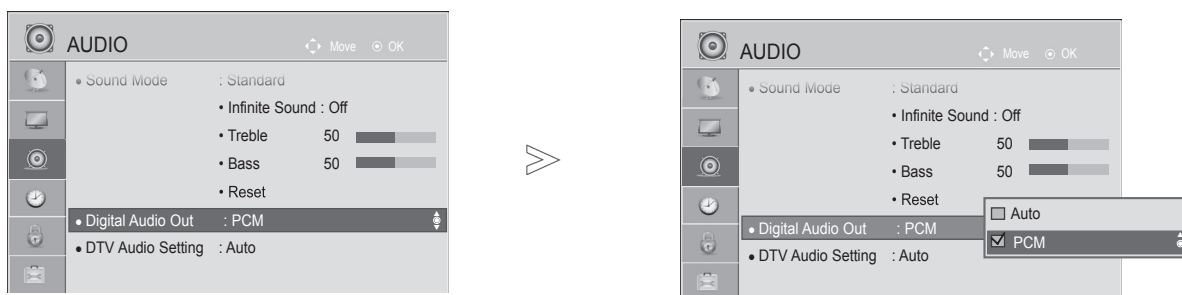 AUDIO
Move OK
• Sound Mode : Standard
• Infinite Sound : Off
• Treble 50
• Bass 50
• Reset
• Digital Audio Out : PCM
• DTV Audio Setting : Auto
AUDIO
Move OK
• Sound Mode : Standard
• Infinite Sound : Off
• Treble 50
• Bass 50
• Reset
• Digital Audio Out : PCM
• DTV Audio Setting : Auto
Auto
PCM